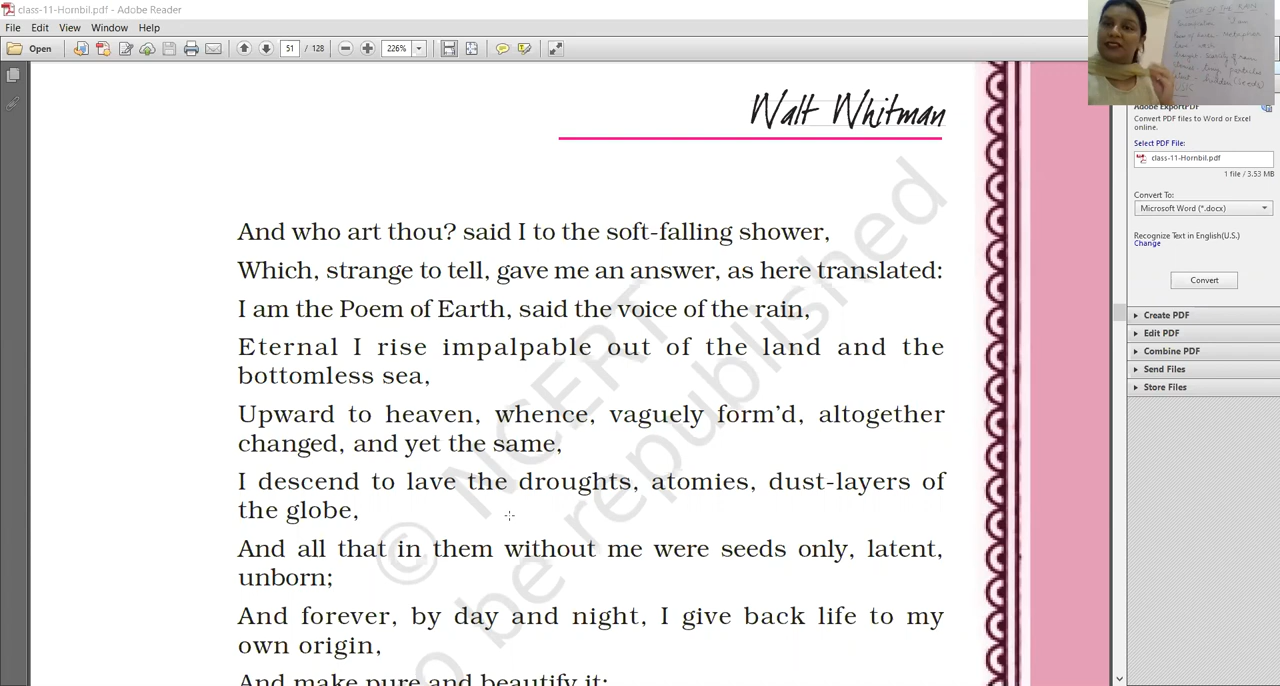 class-11-Hornbil.pdf - Adobe Reader
File Edit View Window Help
Open 51 / 128 226%
VOICE OF THE RAIN
Walt Whitman
And who art thou? said I to the soft-falling shower,
Which, strange to tell, gave me an answer, as here translated:
I am the Poem of Earth, said the voice of the rain,
Eternal I rise impalpable out of the land and the
bottomless sea,
Upward to heaven, whence, vaguely form'd, altogether
changed, and yet the same,
I descend to lave the droughts, atomies, dust-layers of
the globe,
And all that in them without me were seeds only, latent,
unborn;
And forever, by day and night, I give back life to my
own origin,
And make pure and beautify it;
© NCERT
o be republished
Adobe ExportPDF
Convert PDF files to Word or Excel
online.
Select PDF File:
class-11-Hornbil.pdf
1 file / 3.53 MB
Convert To:
Microsoft Word (*.docx)
Recognize Text in English(U.S.)
Change
Convert
Create PDF
Edit PDF
Combine PDF
Send Files
Store Files